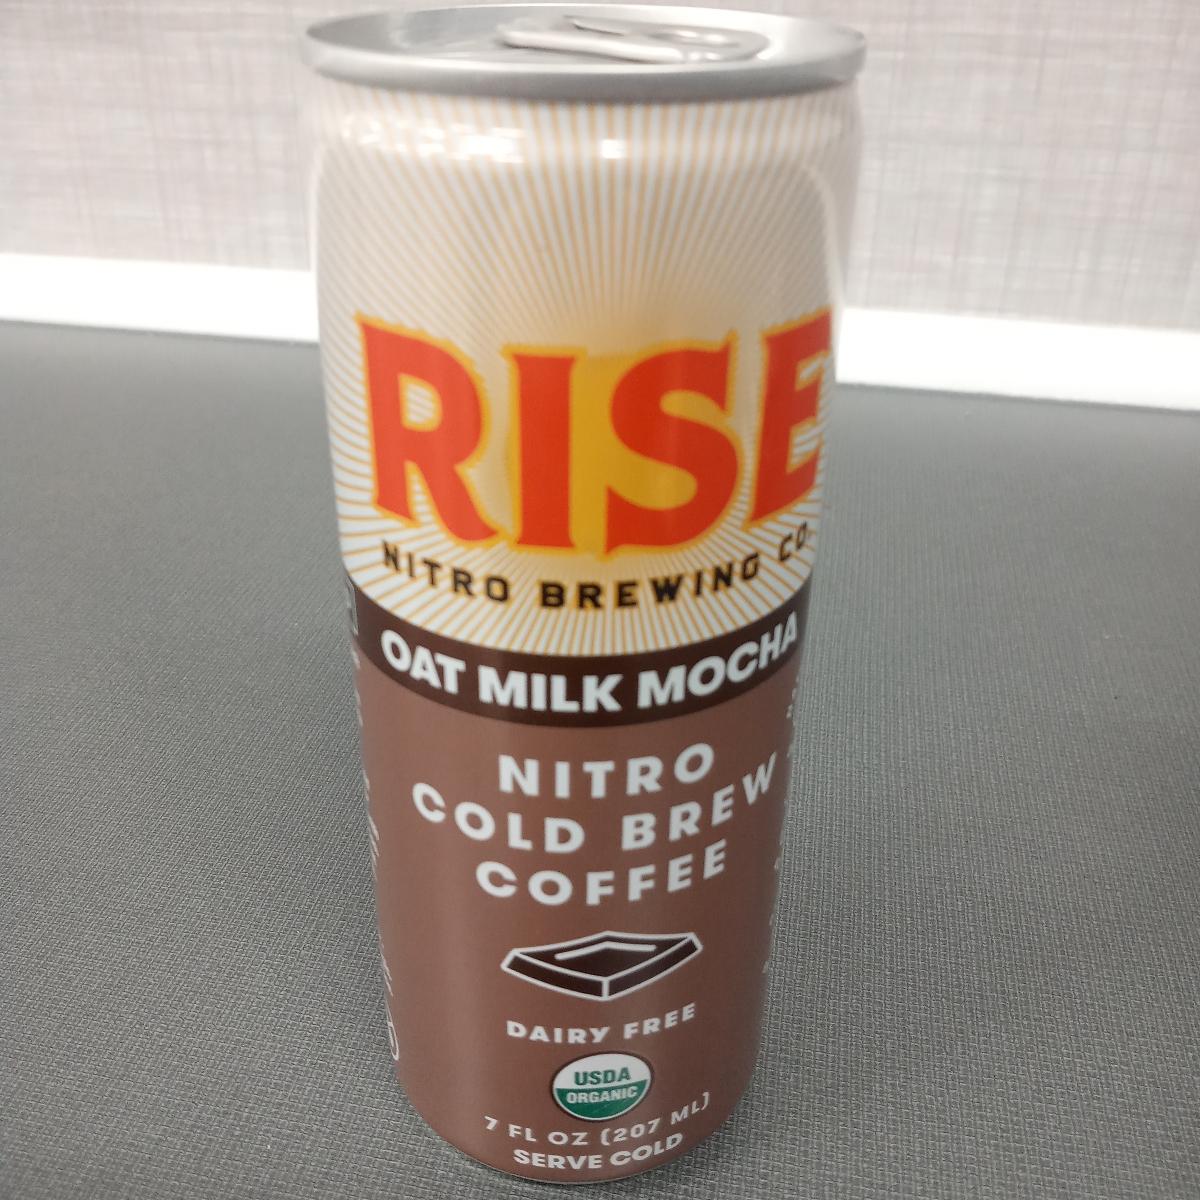 RISE
NITRO BREWING CO.
OAT MILK MOCHA
NITRO
COLD BREW
COFFEE
DAIRY FREE
USDA
ORGANIC
7 FL OZ (207 ML)
SERVE COLD